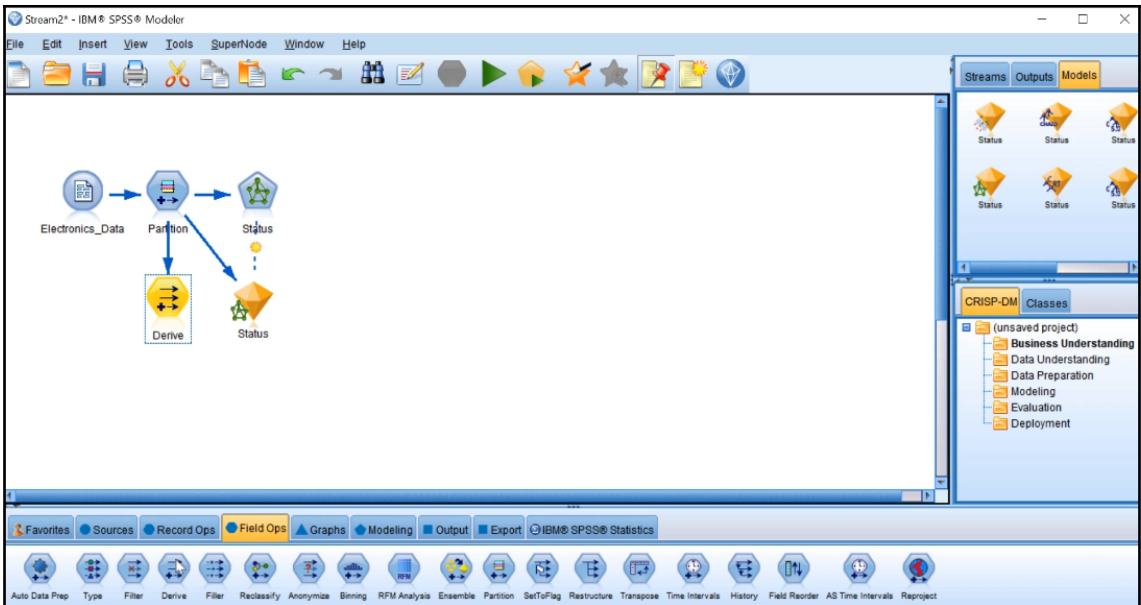 Stream2* - IBM® SPSS® Modeler
File Edit Insert View Tools SuperNode Window Help
Streams Outputs Models
Status Status Status
Status Status Status
Electronics_Data Partition Status
Derive Status
CRISP-DM Classes
(unsaved project)
Business Understanding
Data Understanding
Data Preparation
Modeling
Evaluation
Deployment
Favorites Sources Record Ops Field Ops Graphs Modeling Output Export IBM® SPSS® Statistics
Auto Data Prep Type Filter Derive Filler Reclassify Anonymize Binning RFM Analysis Ensemble Partition SetToFlag Restructure Transpose Time Intervals History Field Reorder AS Time Intervals Reproject